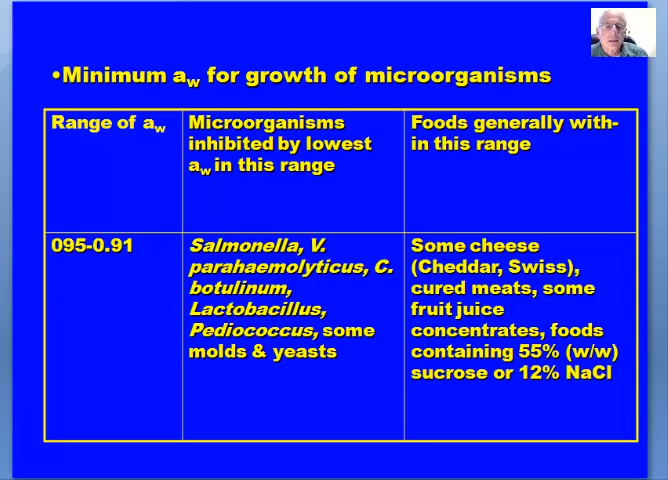 •Minimum aw for growth of microorganisms
Range of aw
Microorganisms
inhibited by lowest
aw in this range
Foods generally with-
in this range
095-0.91
Salmonella, V.
parahaemolyticus, C.
botulinum,
Lactobacillus,
Pediococcus, some
molds & yeasts
Some cheese
(Cheddar, Swiss),
cured meats, some
fruit juice
concentrates, foods
containing 55% (w/w)
sucrose or 12% NaCl